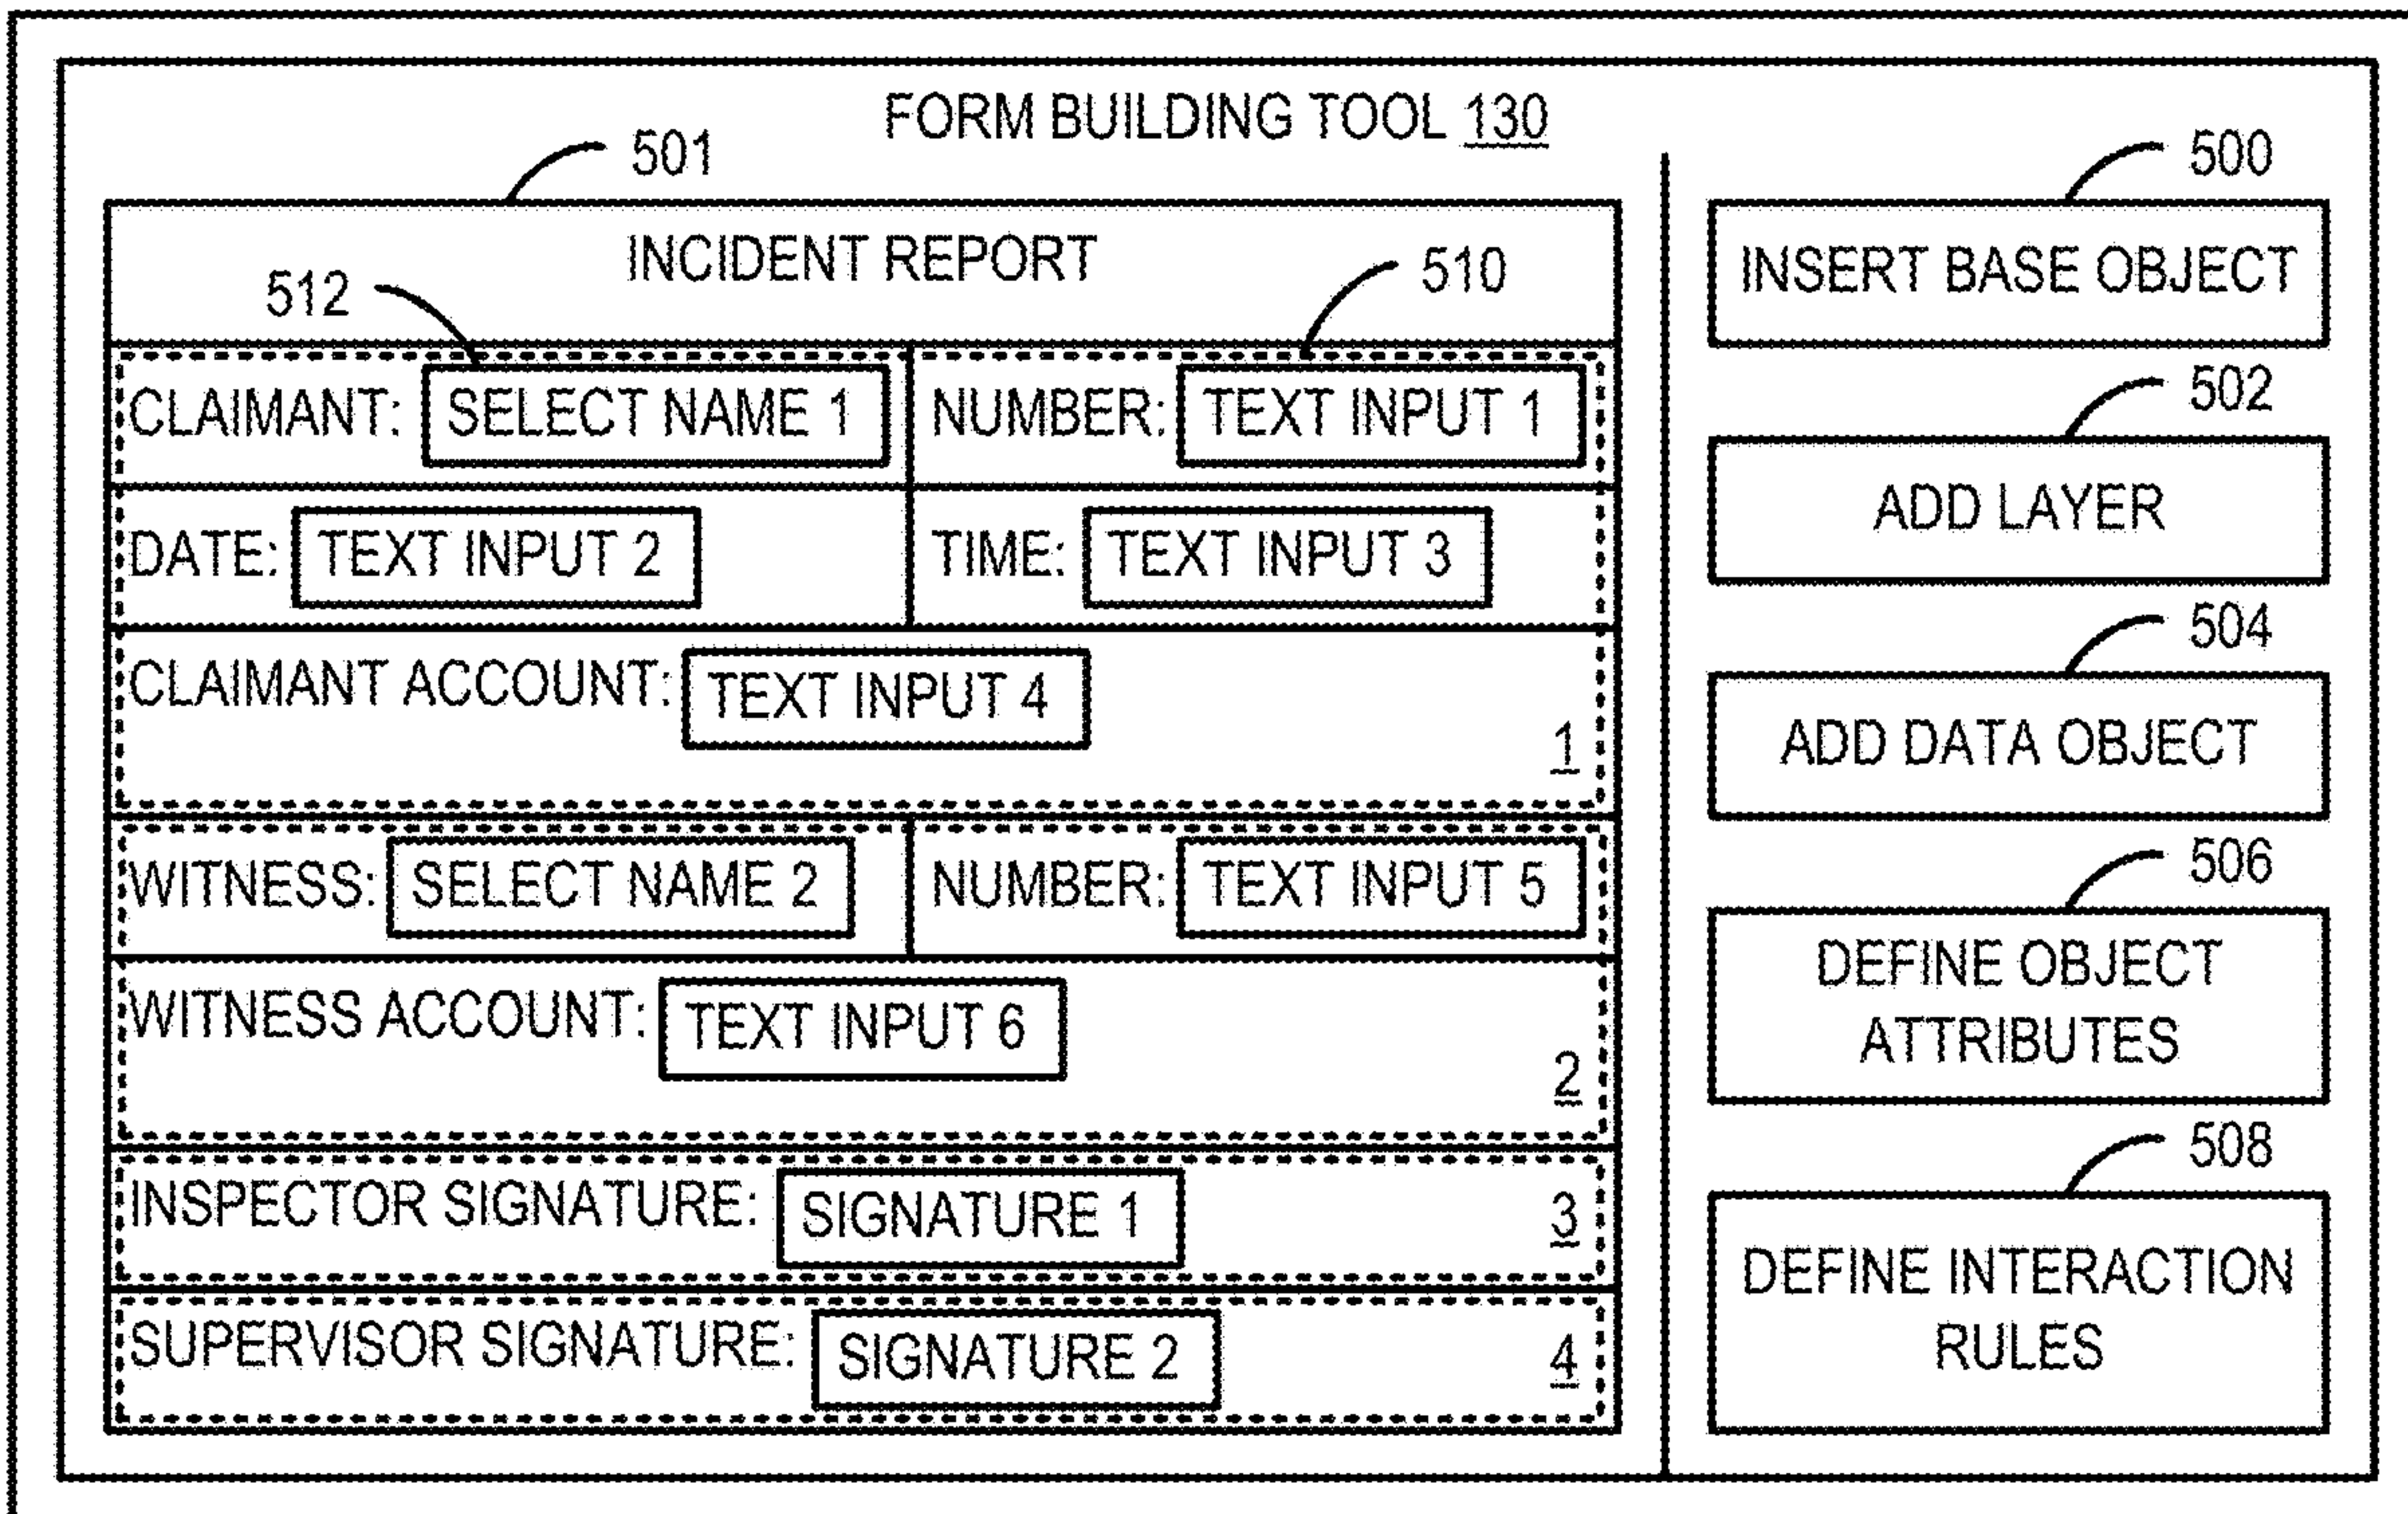 FORM BUILDING TOOL 130
501
INCIDENT REPORT
512
510
CLAIMANT: SELECT NAME 1
NUMBER: TEXT INPUT 1
DATE: TEXT INPUT 2
TIME: TEXT INPUT 3
CLAIMANT ACCOUNT: TEXT INPUT 4
1
WITNESS: SELECT NAME 2
NUMBER: TEXT INPUT 5
WITNESS ACCOUNT: TEXT INPUT 6
2
INSPECTOR SIGNATURE: SIGNATURE 1
3
SUPERVISOR SIGNATURE: SIGNATURE 2
4
500
INSERT BASE OBJECT
502
ADD LAYER
504
ADD DATA OBJECT
506
DEFINE OBJECT
ATTRIBUTES
508
DEFINE INTERACTION
RULES